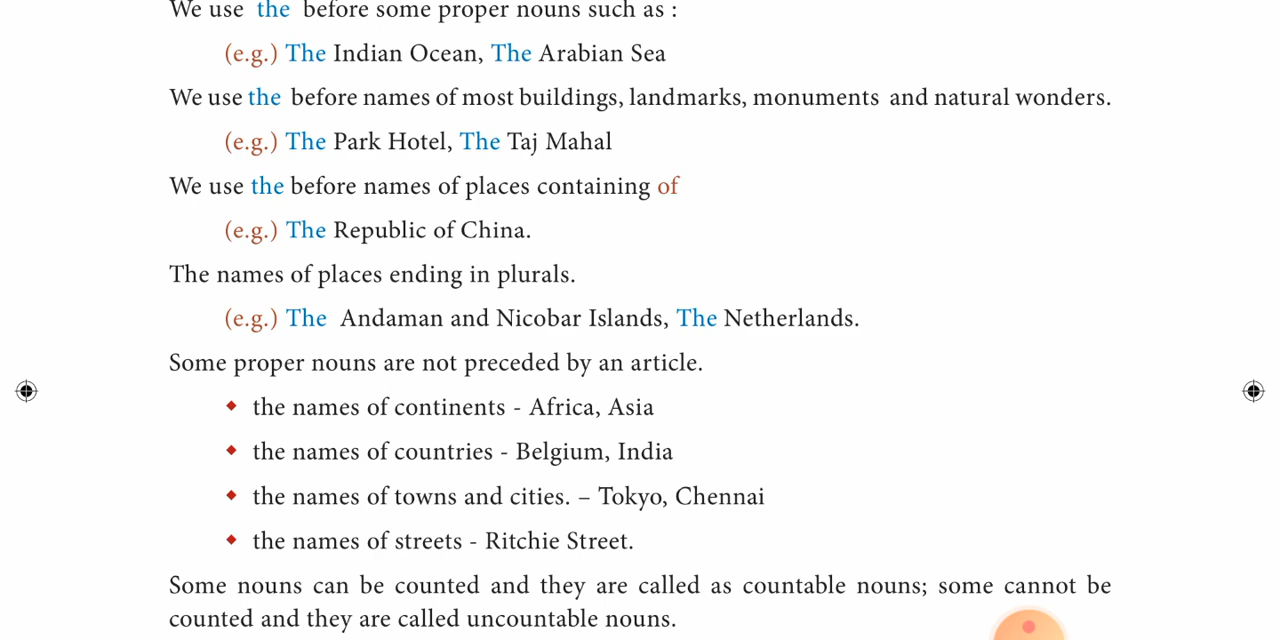 We use the before some proper nouns such as :
(e.g.) The Indian Ocean, The Arabian Sea
We use the before names of most buildings, landmarks, monuments and natural wonders.
(e.g.) The Park Hotel, The Taj Mahal
We use the before names of places containing of
(e.g.) The Republic of China.
The names of places ending in plurals.
(e.g.) The Andaman and Nicobar Islands, The Netherlands.
Some proper nouns are not preceded by an article.
◆ the names of continents - Africa, Asia
◆ the names of countries - Belgium, India
◆ the names of towns and cities. – Tokyo, Chennai
◆ the names of streets - Ritchie Street.
Some nouns can be counted and they are called as countable nouns; some cannot be
counted and they are called uncountable nouns.